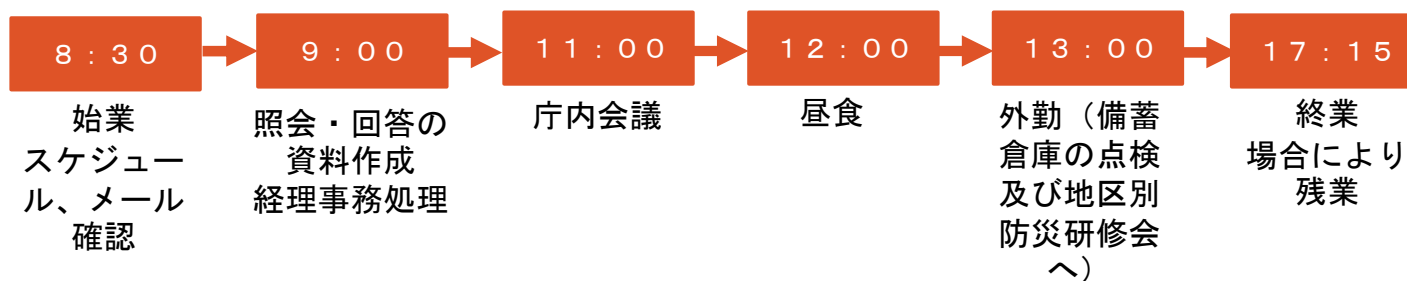 ８：３０
９：００
１１：００
１２：００
１３：００
１７：１５
始業
スケジュー
ル、メール
確認
照会・回答の
資料作成
経理事務処理
庁内会議
昼食
外勤（備蓄
倉庫の点検
及び地区別
防災研修会
へ）
終業
場合により
残業